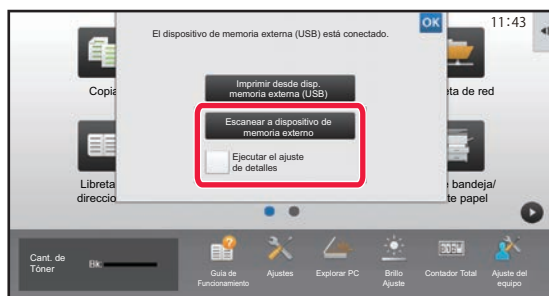 El dispositivo de memoria externa (USB) está conectado.
OK
11:43
Imprimir desde disp.
memoria externa (USB)
Copia
eta de red
Escanear a dispositivo de
memoria externo
Ejecutar el ajuste
de detalles
Libreta
direccio
bandeja/
te papel
Cant. de
Tóner
Bk:
Guía de
Funcionamiento
Ajustes
Explorar PC
Brillo
Ajuste
Contador Total
Ajuste del
equipo